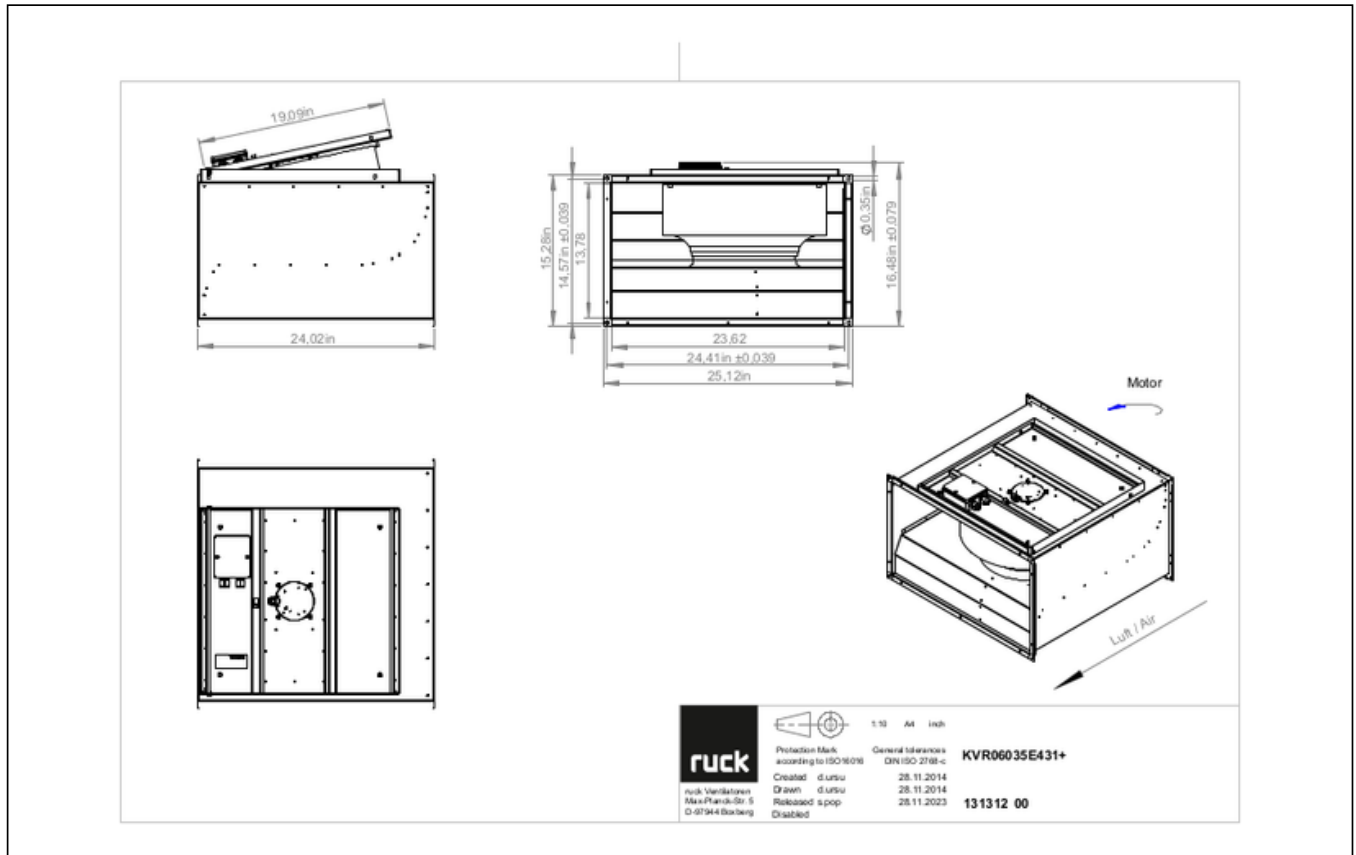 19,09in
24,02in
15,28in
14,57in ±0,039
13,78
Ø 0,35in
16,48in ±0,079
23,62
24,41in ±0,039
25,12in
Motor
Luft / Air
ruck
ruck Ventilatoren
Max-Planck-Str. 5
D-97944 Boxberg
1:10 A4 inch
Protection Mark
according to ISO16016
General tolerances
DIN ISO 2768-c
KVR06035E431+
Created d.ursu 28.11.2014
Drawn d.ursu 28.11.2014
Released s.pop 28.11.2023
Disabled
131312 00